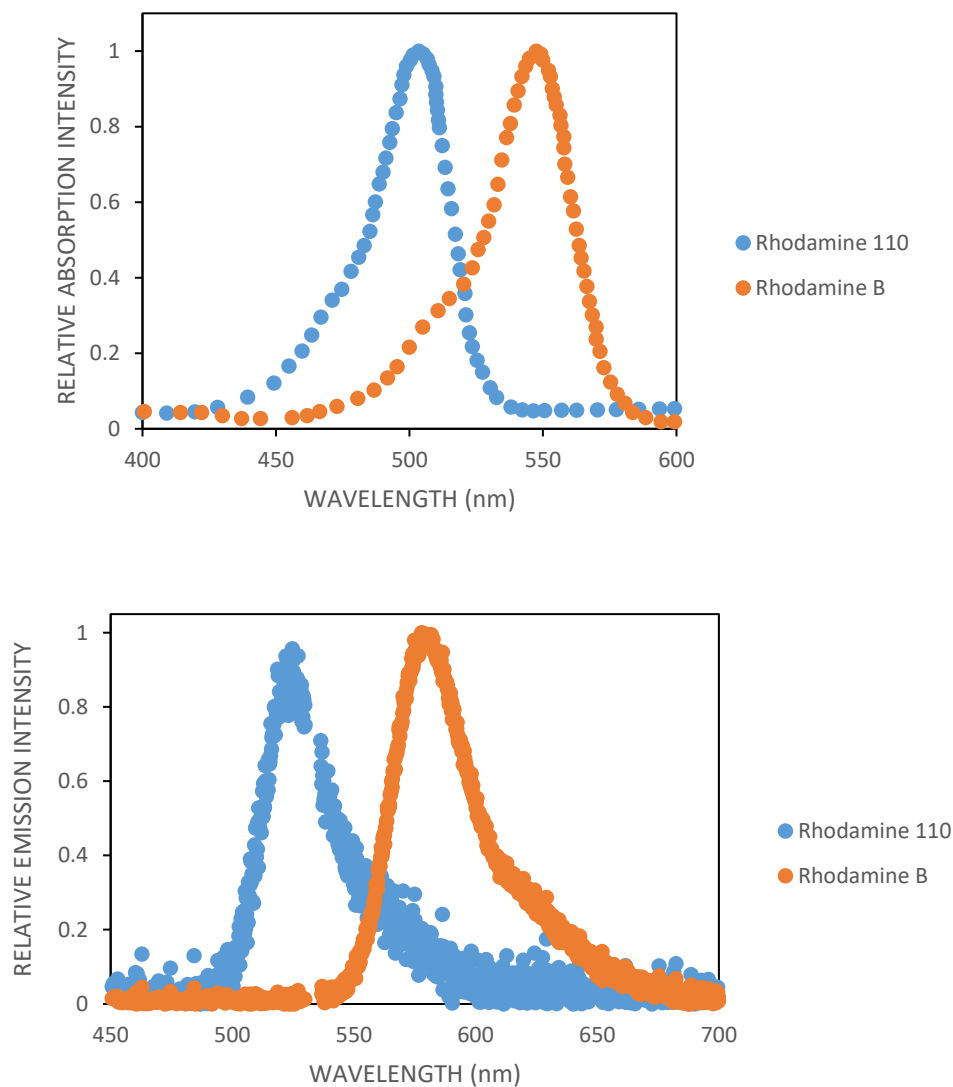 RELATIVE ABSORPTION INTENSITY
1
0.8
0.6
0.4
0.2
0
400 450 500 550 600
WAVELENGTH (nm)
Rhodamine 110
Rhodamine B
RELATIVE EMISSION INTENSITY
1
0.8
0.6
0.4
0.2
0
450 500 550 600 650 700
WAVELENGTH (nm)
Rhodamine 110
Rhodamine B